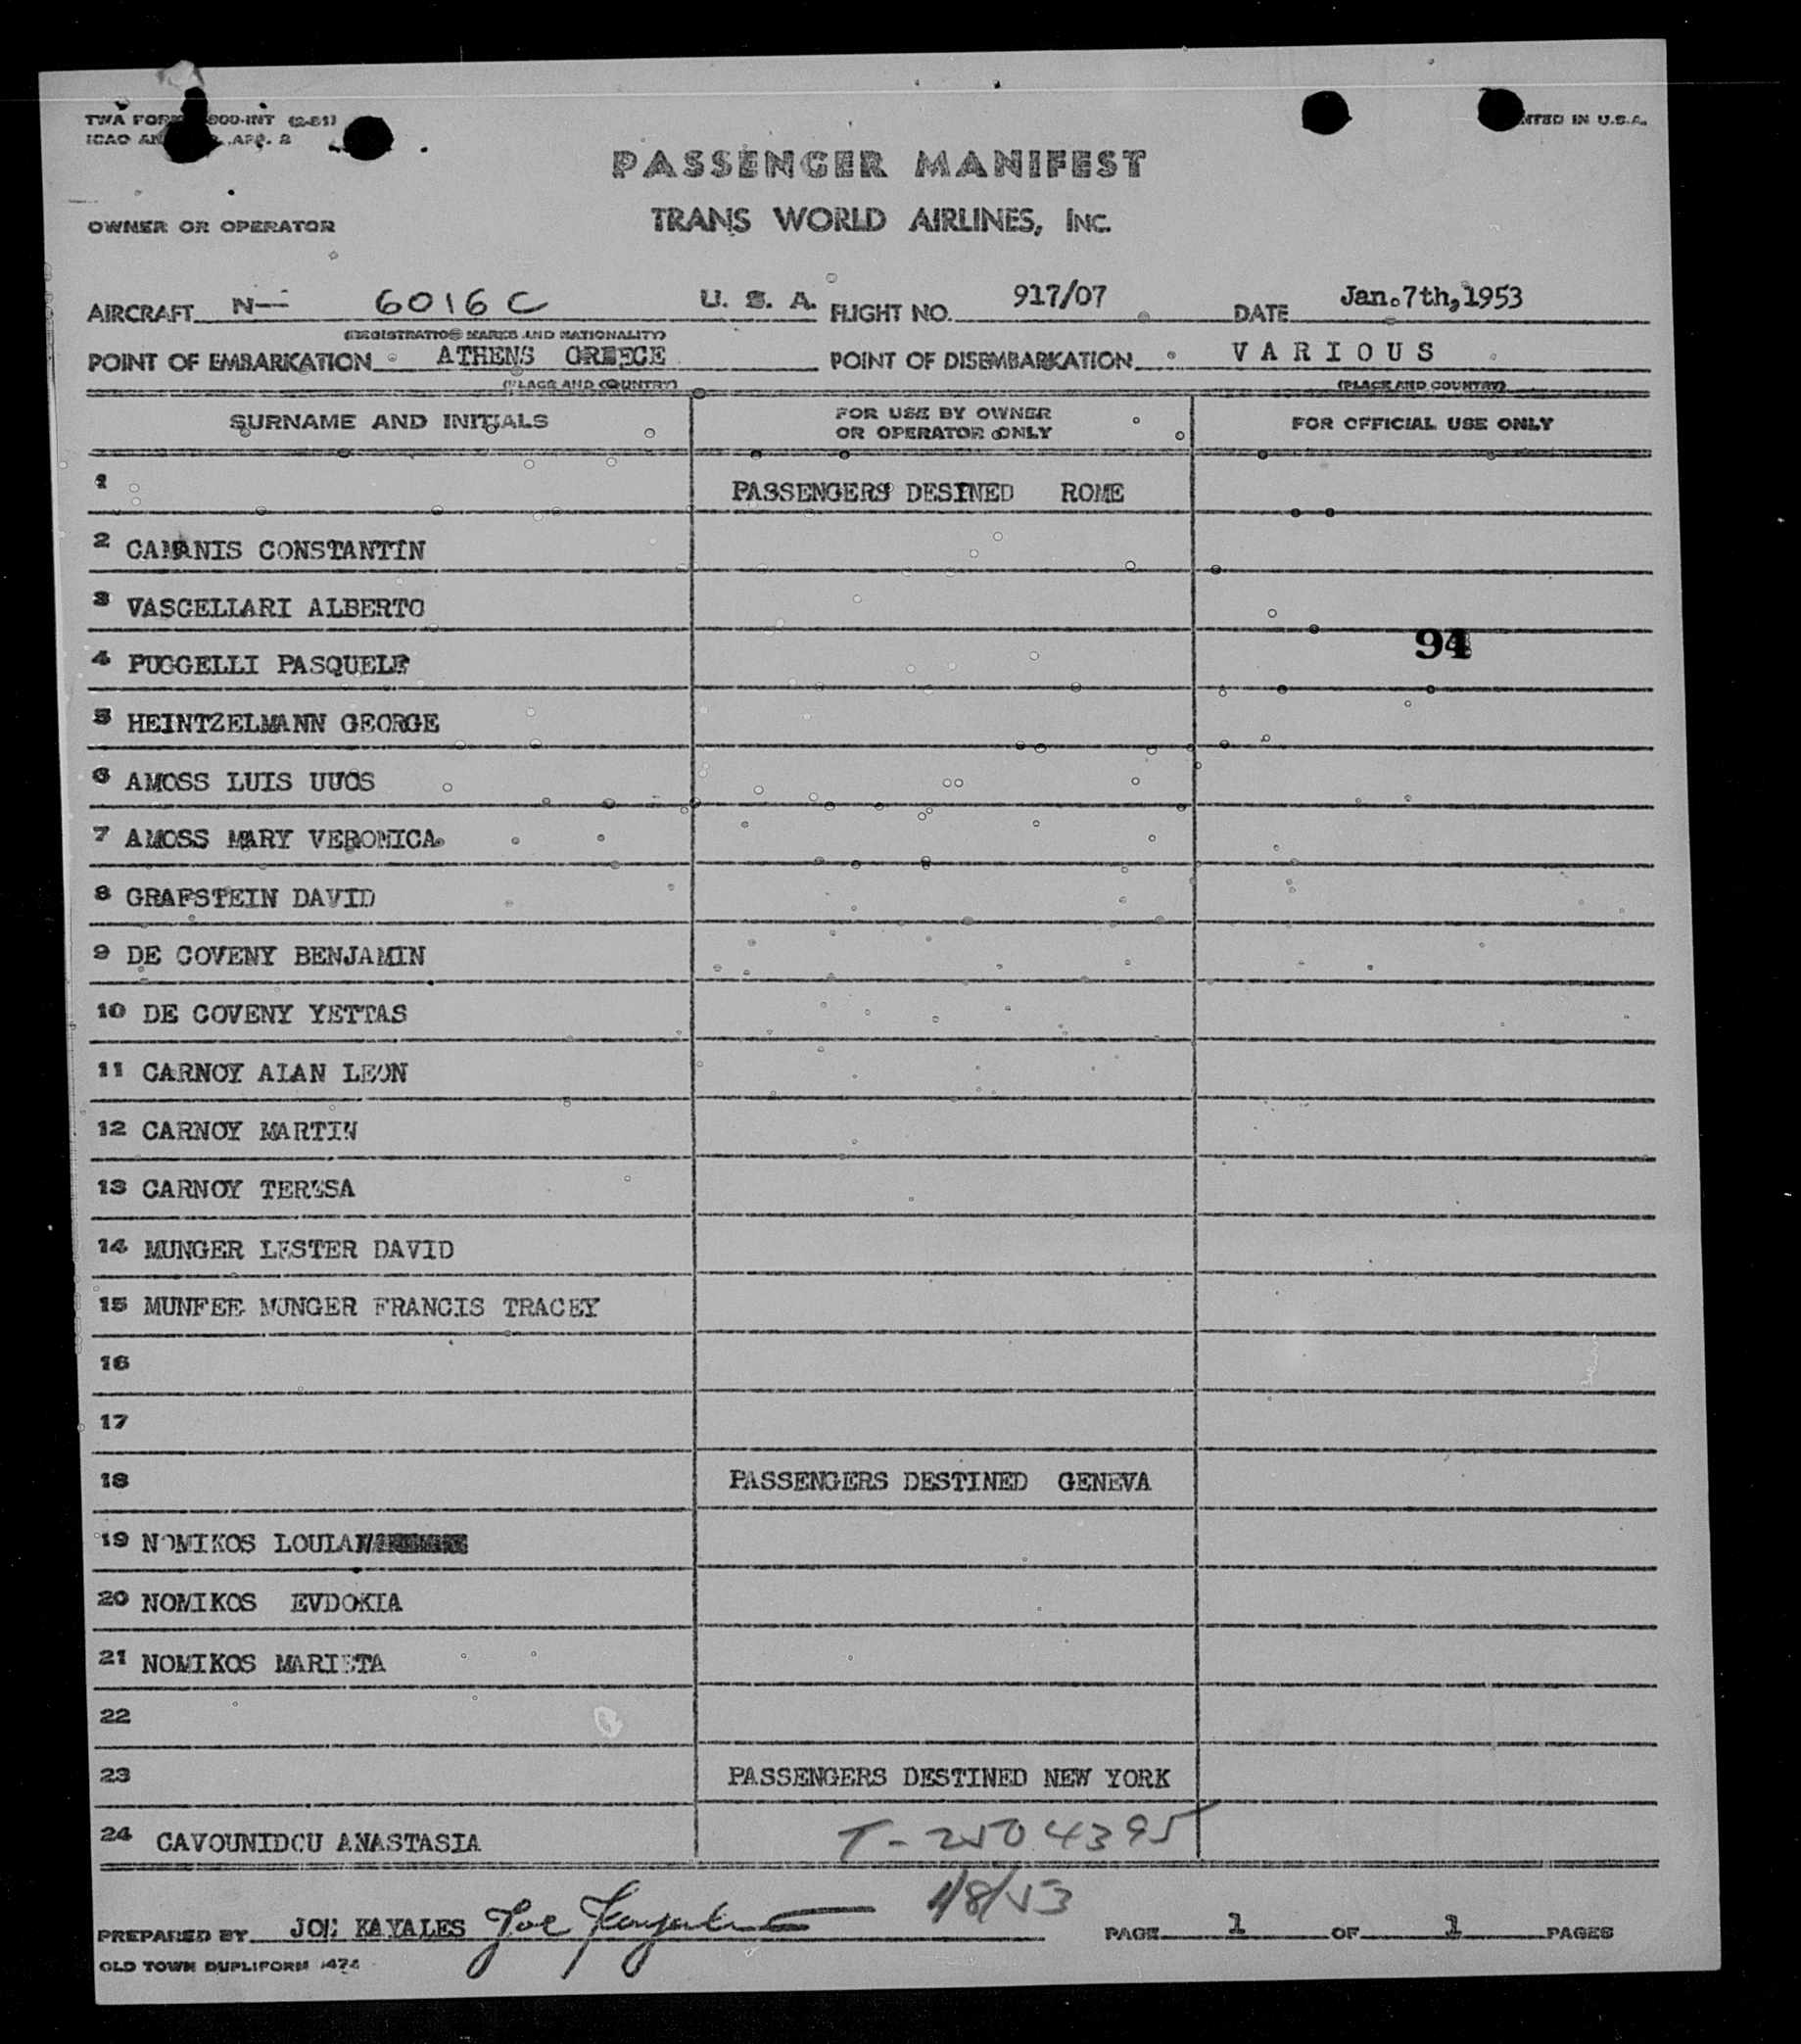 TWA FORM 800-INT (2-51)
PRINTED IN U.S.A.
ICAO APP. 2
PASSENGER MANIFEST
OWNER OR OPERATOR TRANS WORLD AIRLINES, INC.
AIRCRAFT N— 6016 C U. S. A. FLIGHT NO. 917/07 DATE Jan. 7th, 1953
(REGISTRATION MARKS AND NATIONALITY)
POINT OF EMBARKATION ATHENS GREECE POINT OF DISEMBARKATION V A R I O U S
(PLACE AND COUNTRY) (PLACE AND COUNTRY)
SURNAME AND INITIALS FOR USE BY OWNER OR OPERATOR ONLY FOR OFFICIAL USE ONLY
1 PASSENGERS DESINED ROME
2 CONSTANTIN
3 VASCELLARI ALBERTO
94
4 PUGGELLI PASQUELE
5 HEINTZELMANN GEORGE
6 AMOSS LUIS UUOS
7 AMOSS MARY VERONICA.
8 GRAFSTEIN DAVID
9 DE COVENY BENJAMIN
10 DE COVENY YETTAS
11 CARNOY ALAN LEON
12 CARNOY MARTIN
13 CARNOY TERESA
14 MUNGER LESTER DAVID
15 MUNFEE MUNGER FRANCIS TRACEY
16
17
18 PASSENGERS DESTINED GENEVA
19 NOMIKOS LOULA
20 NOMIKOS EVDOKIA
21 NOMIKOS MARIETA
22
23 PASSENGERS DESTINED NEW YORK
24 CAVOUNIDOU ANASTASIA T-2504395
1/8/53
PREPARED BY JOE KAYALES PAGE 1 OF 1 PAGES
OLD TOWN DUPLIFORM